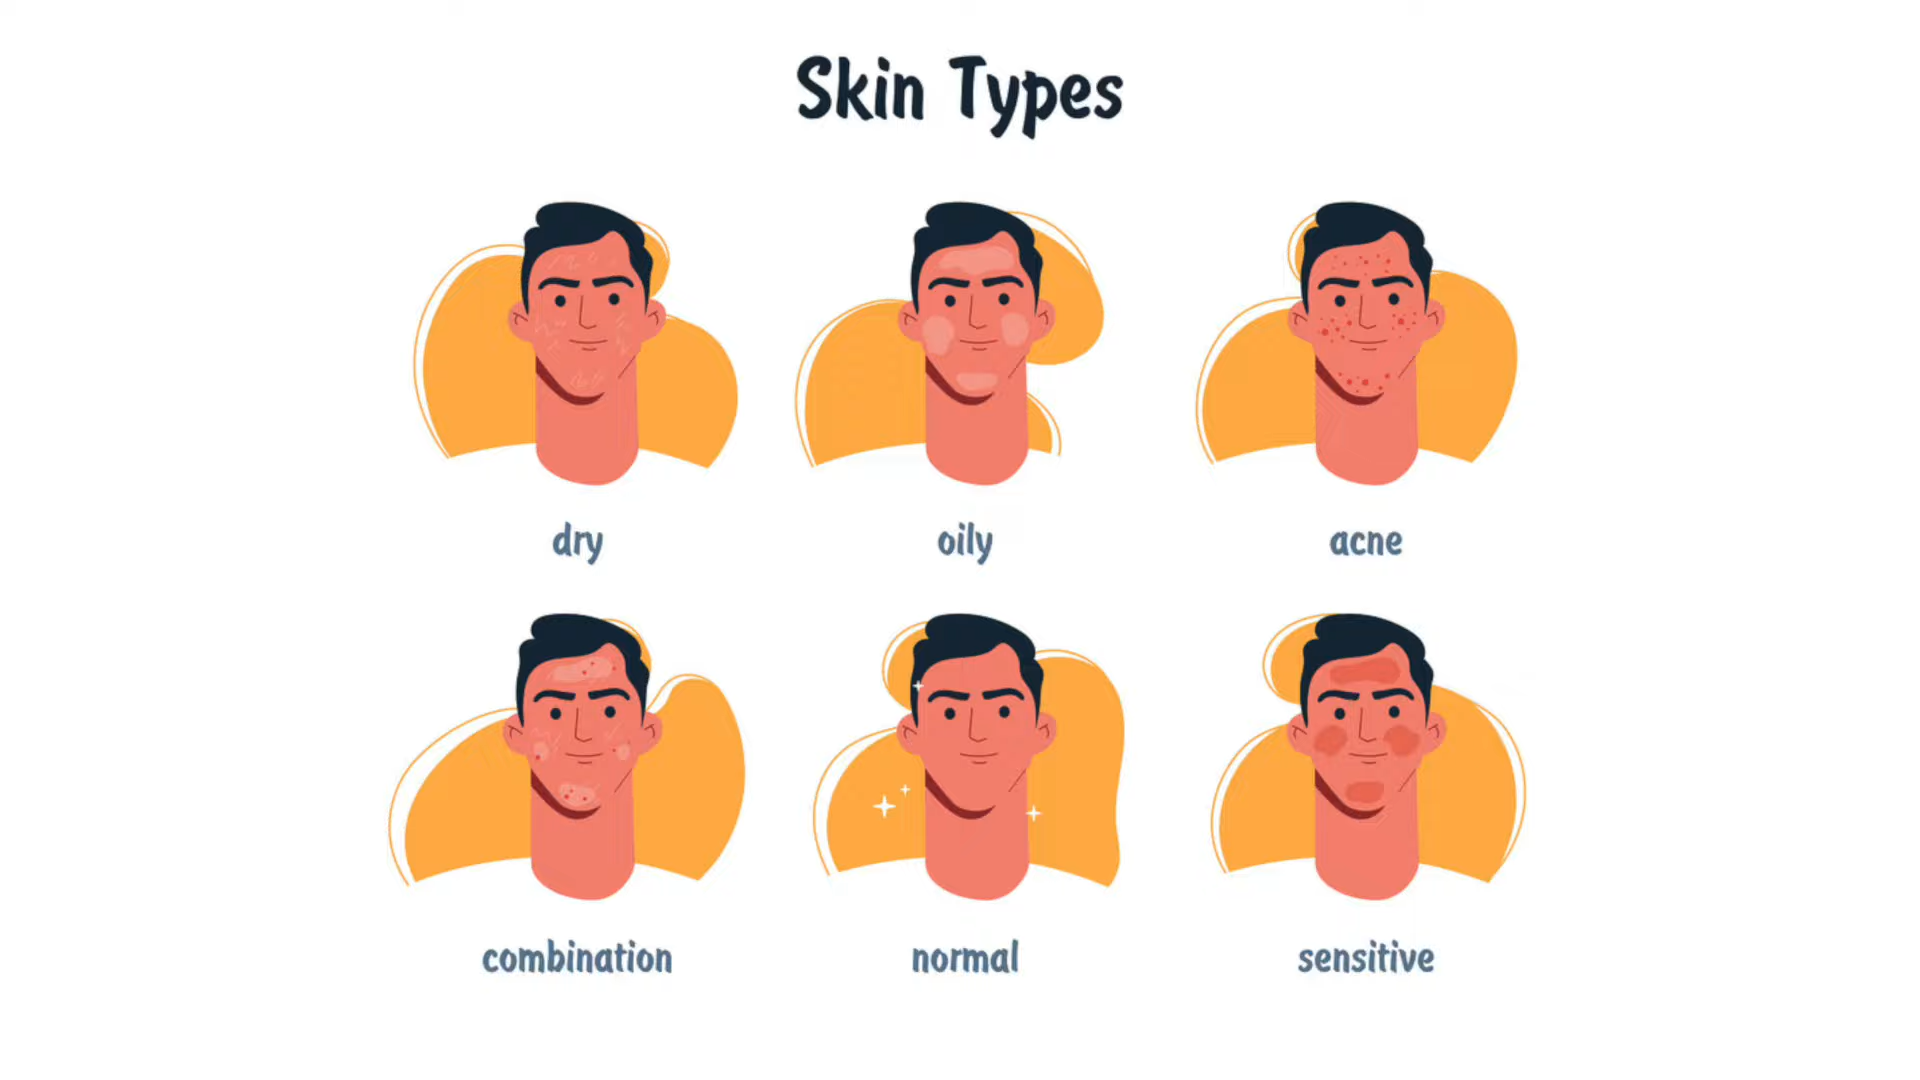 Skin Types
dry
oily
acne
combination
normal
sensitive